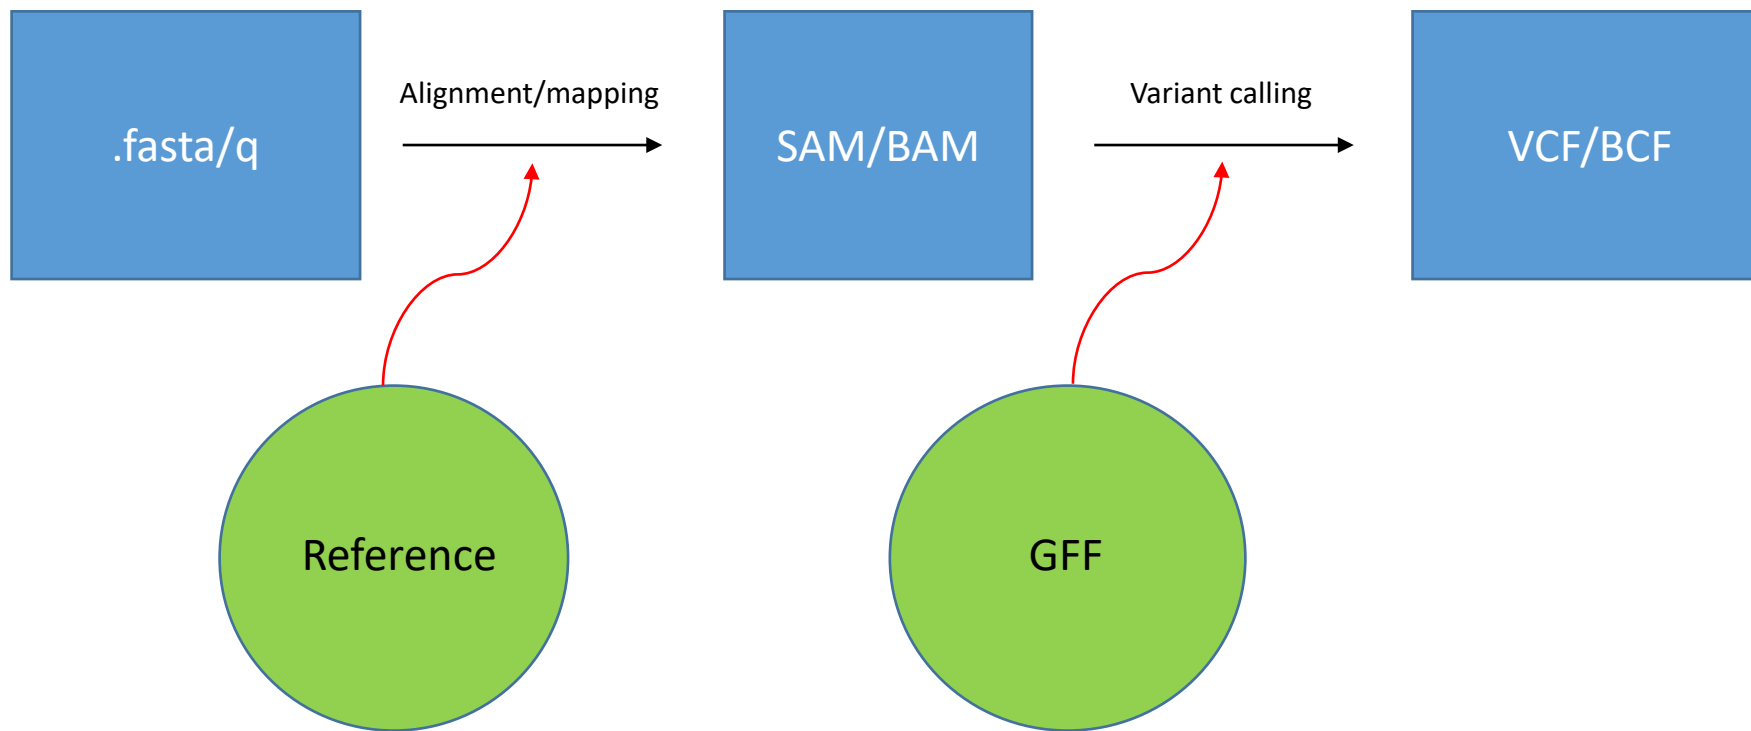 .fasta/q
Alignment/mapping
SAM/BAM
Variant calling
VCF/BCF
Reference
GFF